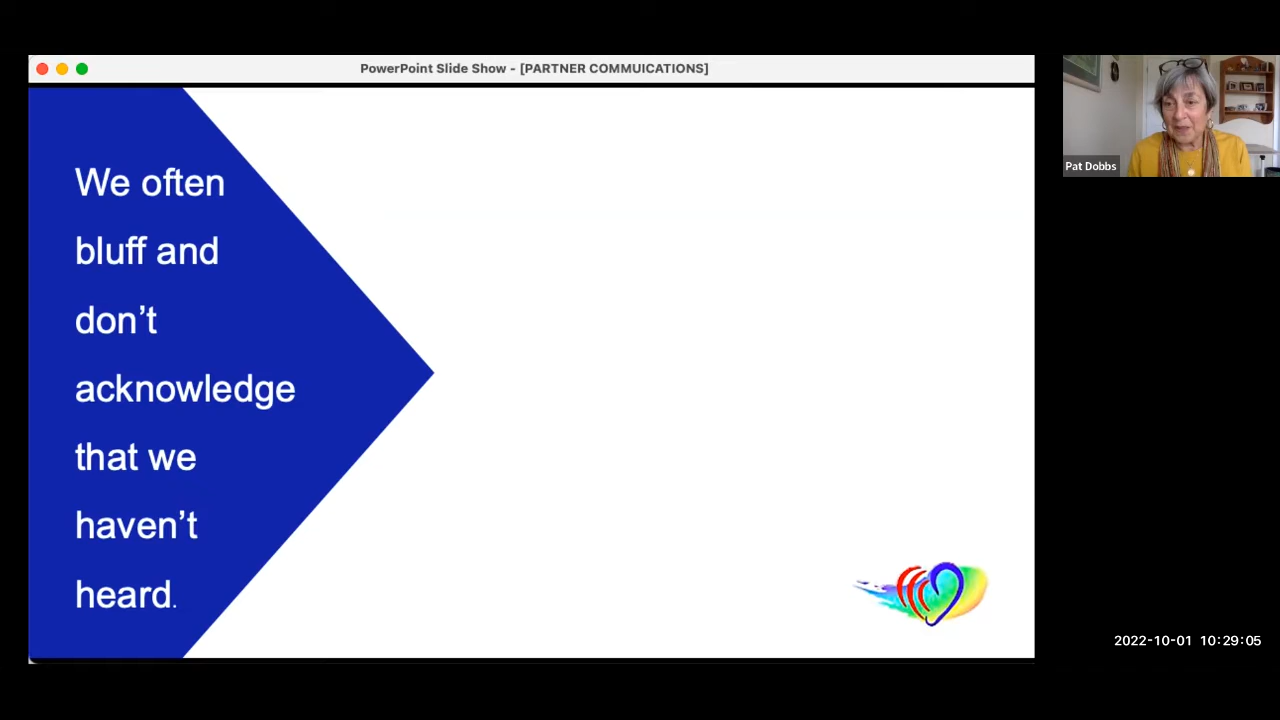 PowerPoint Slide Show - [PARTNER COMMUICATIONS]
We often
bluff and
don’t
acknowledge
that we
haven’t
heard.
Pat Dobbs
2022-10-01 10:29:05